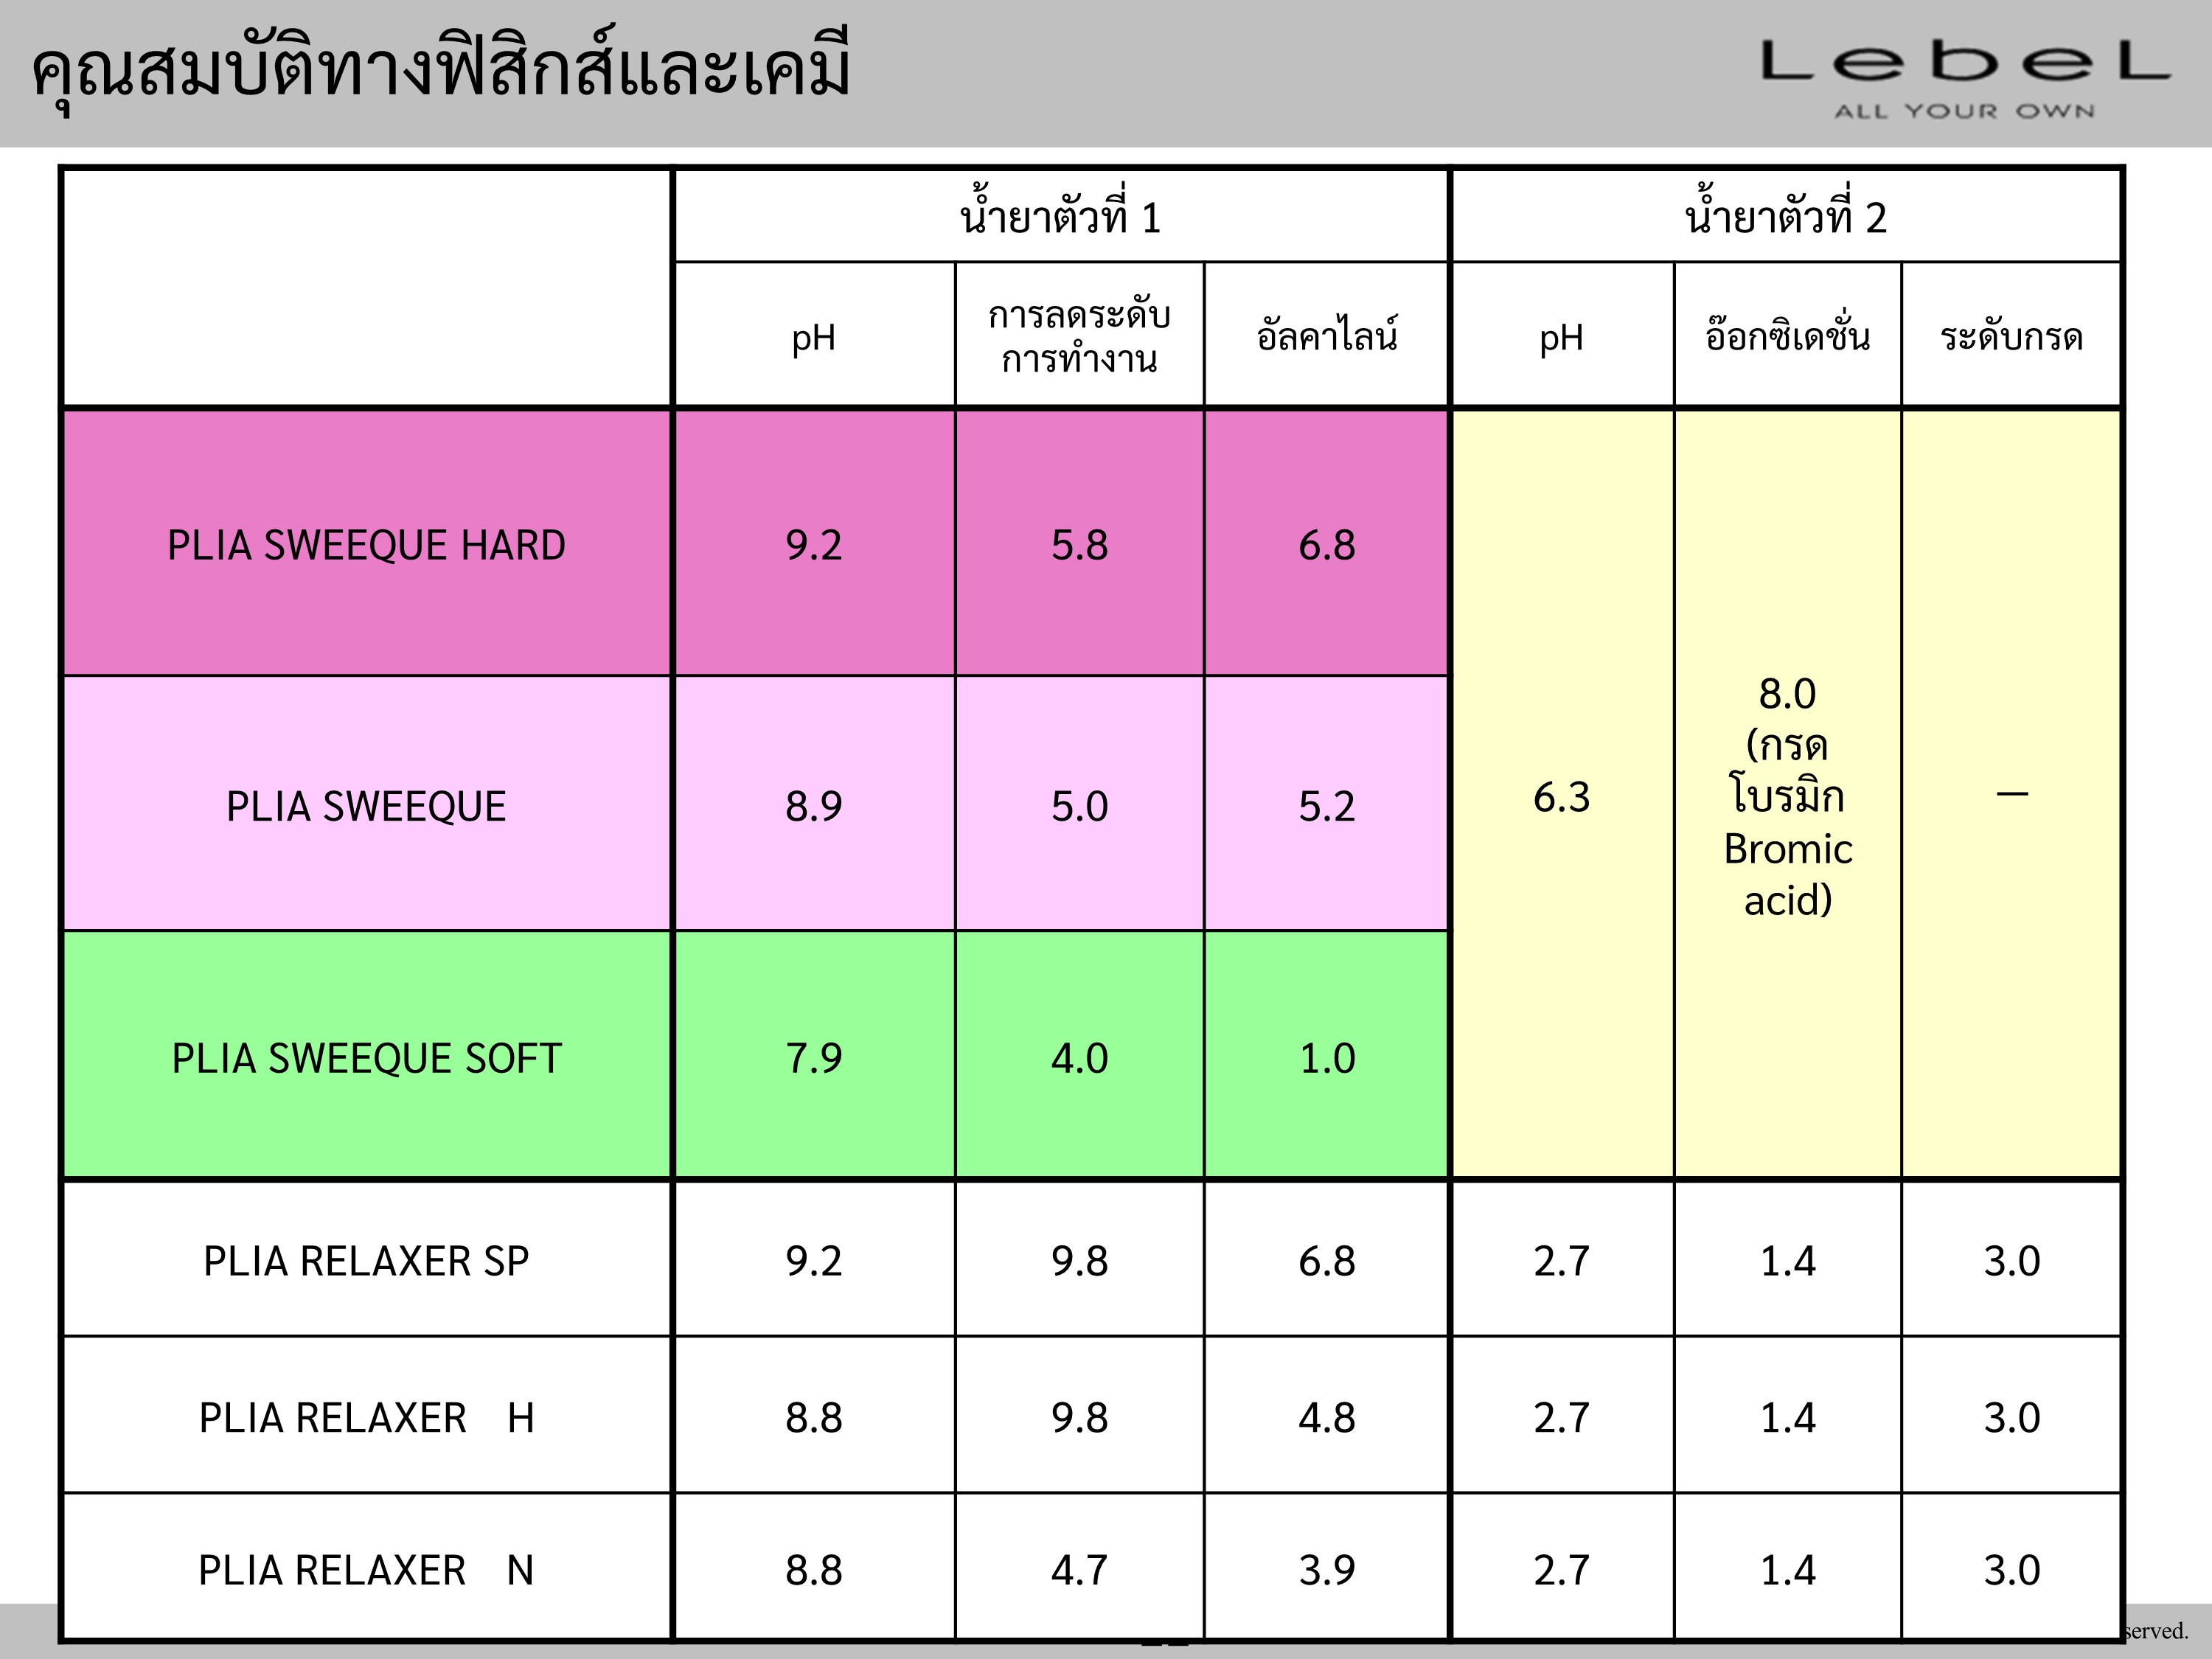 คุณสมบัติทางฟิสิกส์และเคมี
LebeL
ALL YOUR OWN
น้ำยาตัวที่ 1
น้ำยาตัวที่ 2
pH
การลดระดับ
การทำงาน
อัลคาไลน์
pH
อ๊อกซิเดชั่น
ระดับกรด
PLIA SWEEQUE HARD
9.2
5.8
6.8
PLIA SWEEQUE
8.9
5.0
5.2
PLIA SWEEQUE SOFT
7.9
4.0
1.0
6.3
8.0
(กรด
โบรมิก
Bromic
acid)
–
PLIA RELAXER SP
9.2
9.8
6.8
2.7
1.4
3.0
PLIA RELAXER H
8.8
9.8
4.8
2.7
1.4
3.0
PLIA RELAXER N
8.8
4.7
3.9
2.7
1.4
3.0
served.